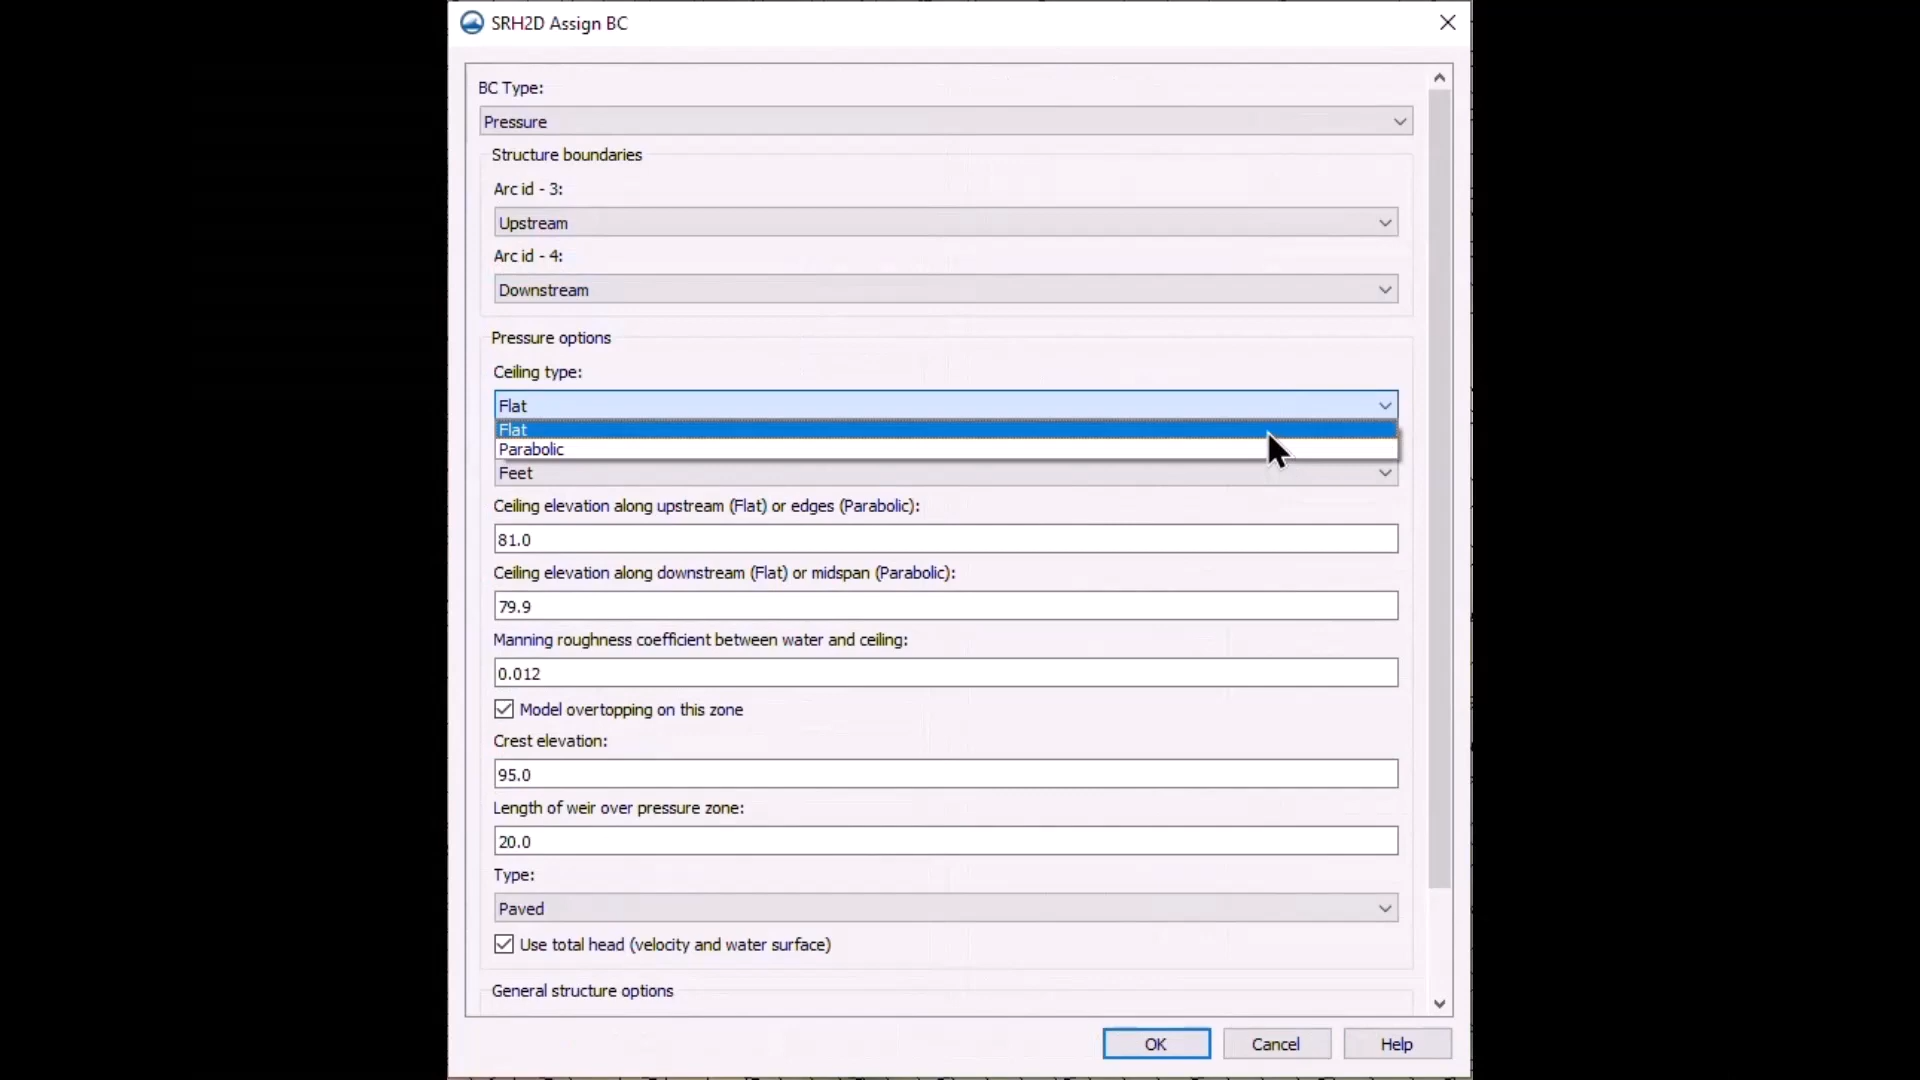 SRH2D Assign BC
BC Type:
Pressure
Structure boundaries
Arc id - 3:
Upstream
Arc id - 4:
Downstream
Pressure options
Ceiling type:
Flat
Flat
Parabolic
Feet
Ceiling elevation along upstream (Flat) or edges (Parabolic):
81.0
Ceiling elevation along downstream (Flat) or midspan (Parabolic):
79.9
Manning roughness coefficient between water and ceiling:
0.012
Model overtopping on this zone
Crest elevation:
95.0
Length of weir over pressure zone:
20.0
Type:
Paved
Use total head (velocity and water surface)
General structure options
OK Cancel Help